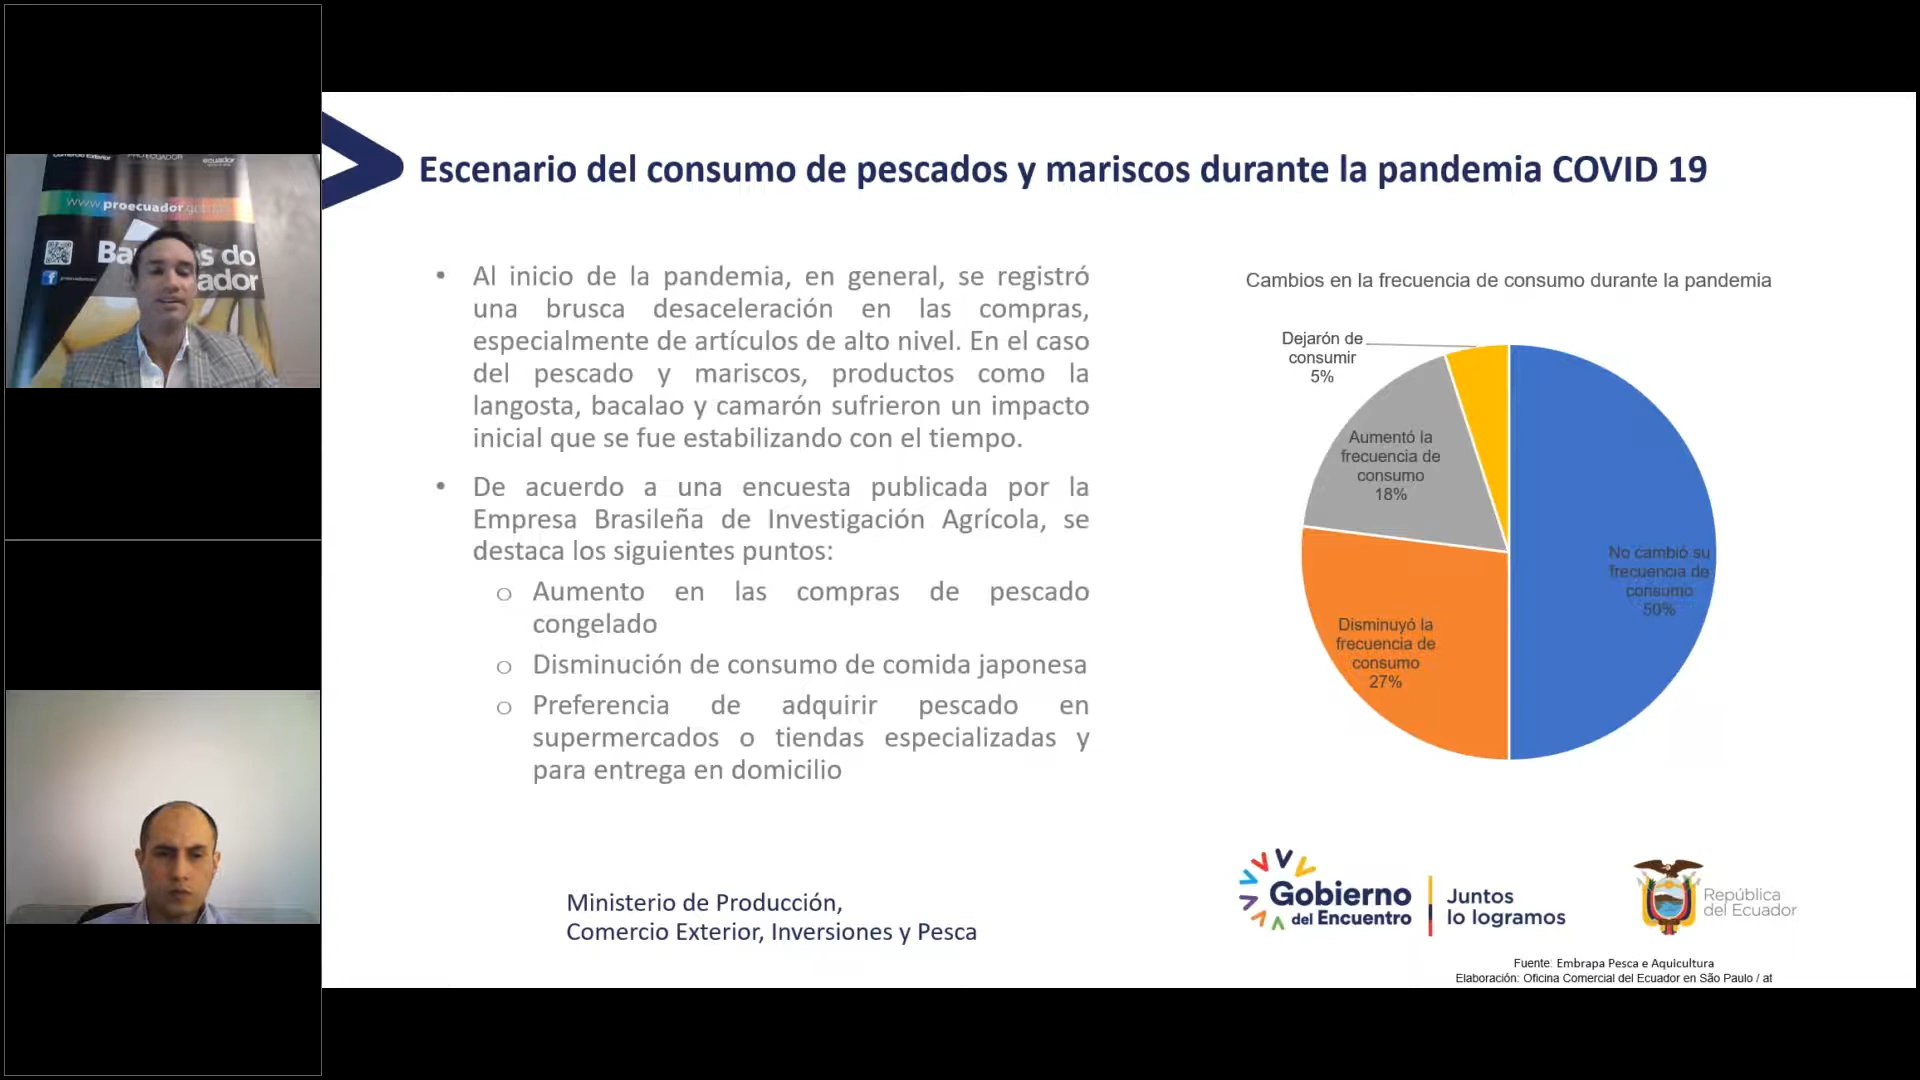 Comercio Exterior
PROECUADOR
ecuador
www.proecuador.go
s do
ador
Escenario del consumo de pescados y mariscos durante la pandemia COVID 19
• Al inicio de la pandemia, en general, se registró
una brusca desaceleración en las compras,
especialmente de artículos de alto nivel. En el caso
del pescado y mariscos, productos como la
langosta, bacalao y camarón sufrieron un impacto
inicial que se fue estabilizando con el tiempo.
• De acuerdo a una encuesta publicada por la
Empresa Brasileña de Investigación Agrícola, se
destaca los siguientes puntos:
o Aumento en las compras de pescado
congelado
o Disminución de consumo de comida japonesa
o Preferencia de adquirir pescado en
supermercados o tiendas especializadas y
para entrega en domicilio
Cambios en la frecuencia de consumo durante la pandemia
Dejarón de
consumir
5%
Aumentó la
frecuencia de
consumo
18%
No cambió su
frecuencia de
consumo
50%
Disminuyó la
frecuencia de
consumo
27%
Ministerio de Producción,
Comercio Exterior, Inversiones y Pesca
Gobierno
del Encuentro
Juntos
lo logramos
República
del Ecuador
Fuente: Embrapa Pesca e Aquicultura
Elaboración: Oficina Comercial del Ecuador en São Paulo / at